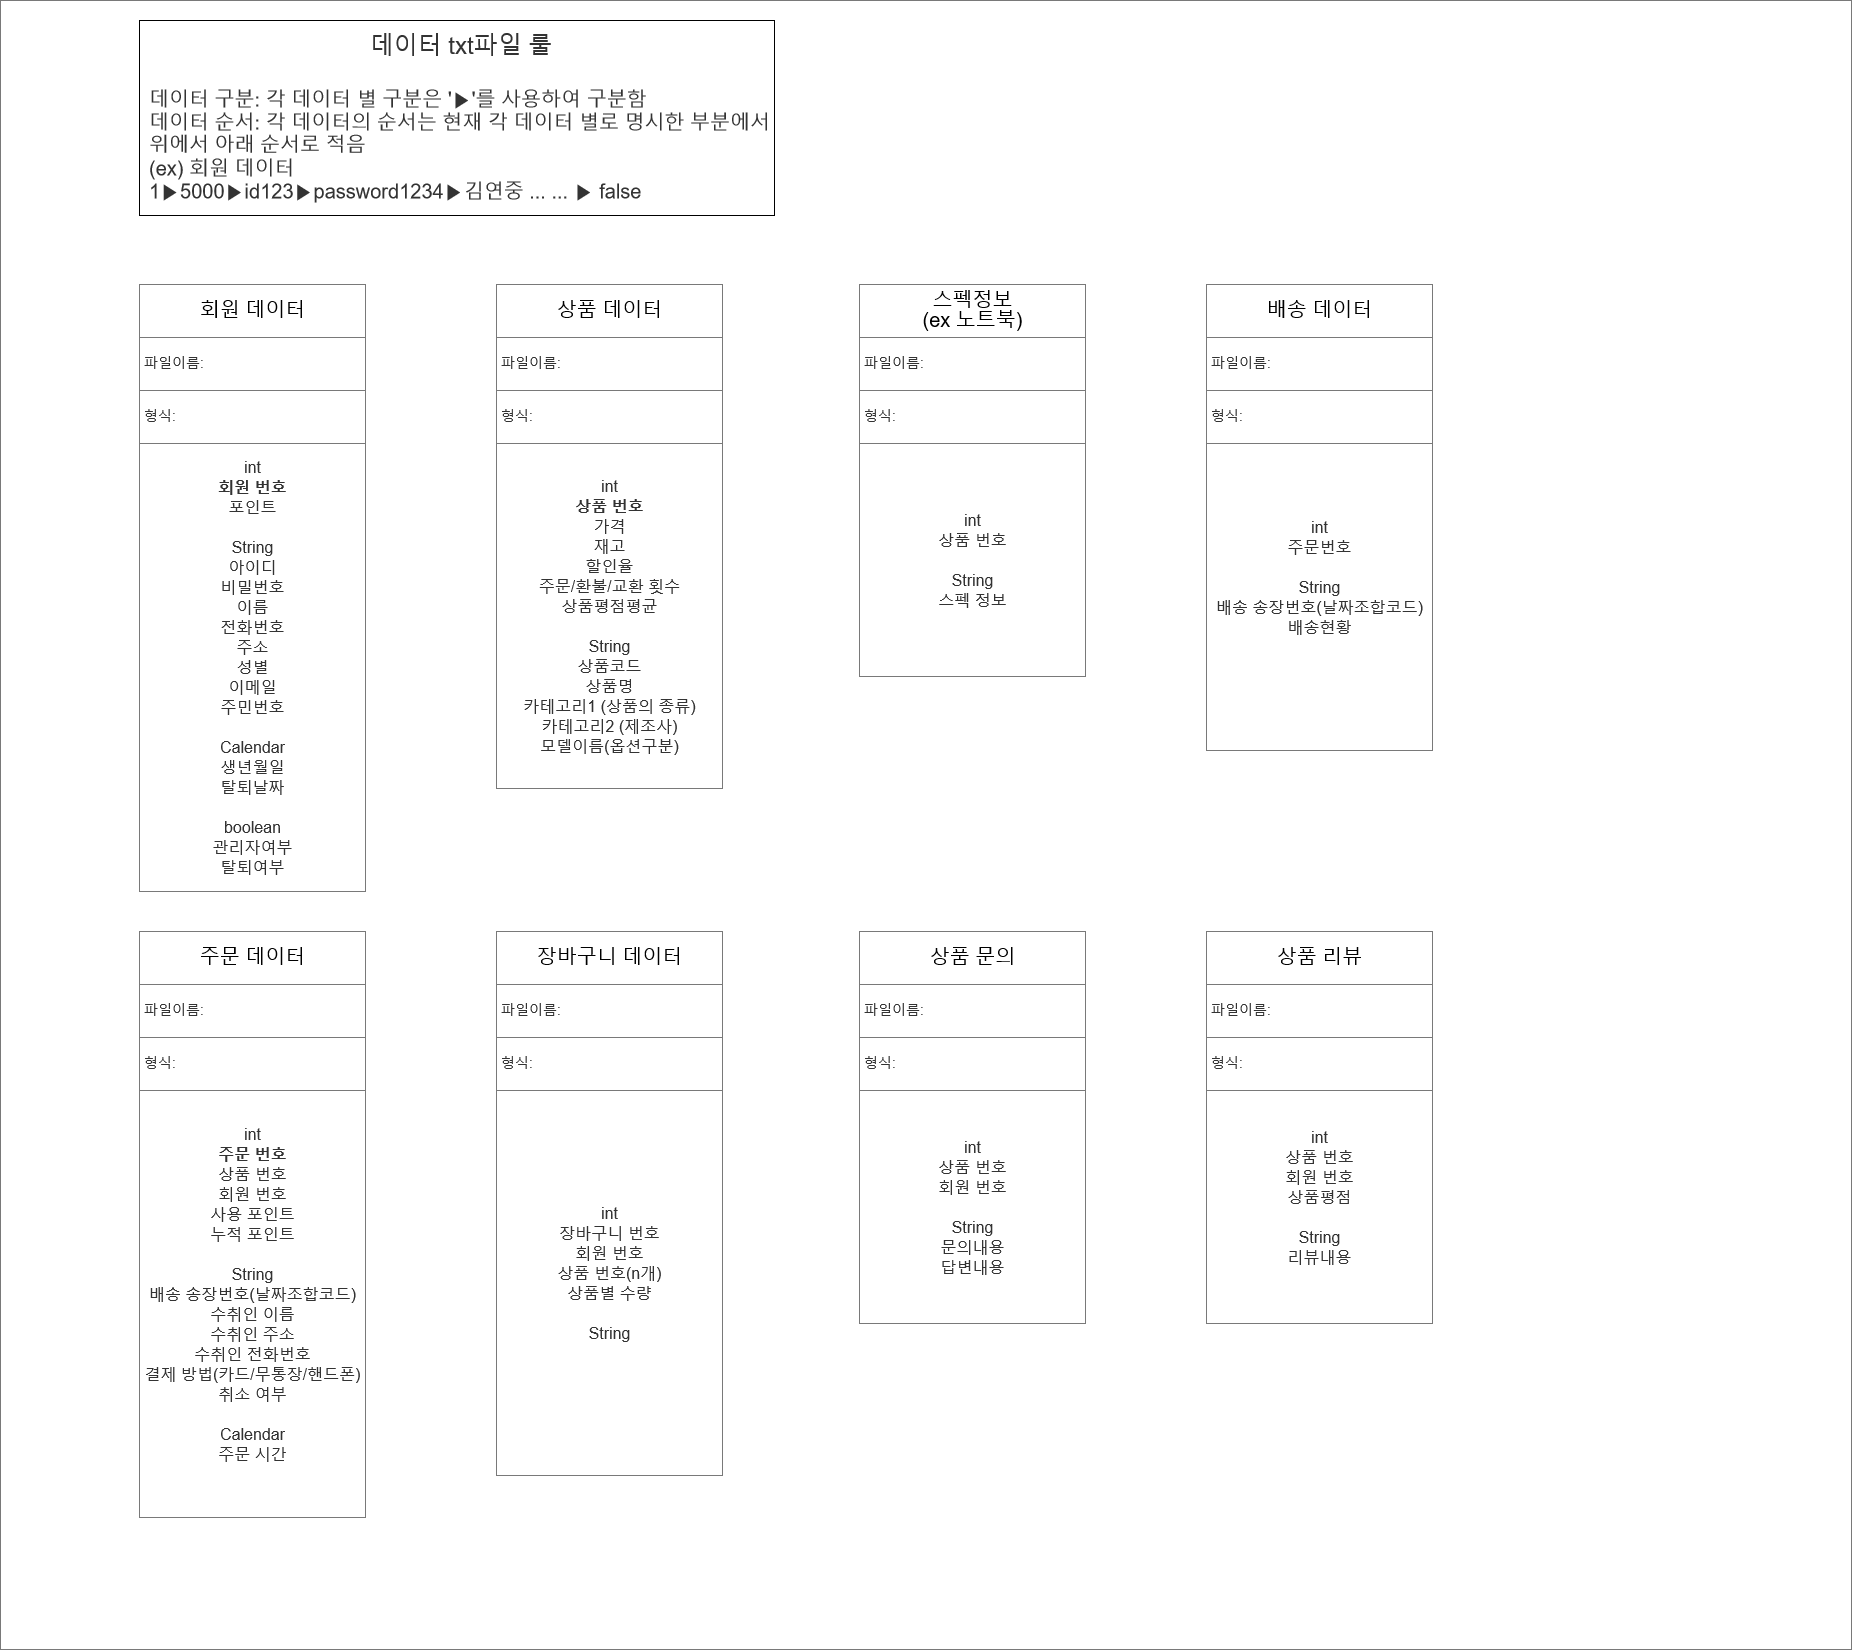 데이터 txt파일 룰
데이터 구분: 각 데이터 별 구분은 '▶'를 사용하여 구분함
데이터 순서: 각 데이터의 순서는 현재 각 데이터 별로 명시한 부분에서
위에서 아래 순서로 적음
(ex) 회원 데이터
1▶5000▶id123▶password1234▶김연중 ... ... ▶ false
회원 데이터
파일이름:
형식:
int
회원 번호
포인트
String
아이디
비밀번호
이름
전화번호
주소
성별
이메일
주민번호
Calendar
생년월일
탈퇴날짜
boolean
관리자여부
탈퇴여부
상품 데이터
파일이름:
형식:
int
상품 번호
가격
재고
할인율
주문/환불/교환 횟수
상품평점평균
String
상품코드
상품명
카테고리1 (상품의 종류)
카테고리2 (제조사)
모델이름(옵션구분)
스펙정보
(ex 노트북)
파일이름:
형식:
int
상품 번호
String
스펙 정보
배송 데이터
파일이름:
형식:
int
주문번호
String
배송 송장번호(날짜조합코드)
배송현황
주문 데이터
파일이름:
형식:
int
주문 번호
상품 번호
회원 번호
사용 포인트
누적 포인트
String
배송 송장번호(날짜조합코드)
수취인 이름
수취인 주소
수취인 전화번호
결제 방법(카드/무통장/핸드폰)
취소 여부
Calendar
주문 시간
장바구니 데이터
파일이름:
형식:
int
장바구니 번호
회원 번호
상품 번호(n개)
상품별 수량
String
상품 문의
파일이름:
형식:
int
상품 번호
회원 번호
String
문의내용
답변내용
상품 리뷰
파일이름:
형식:
int
상품 번호
회원 번호
상품평점
String
리뷰내용